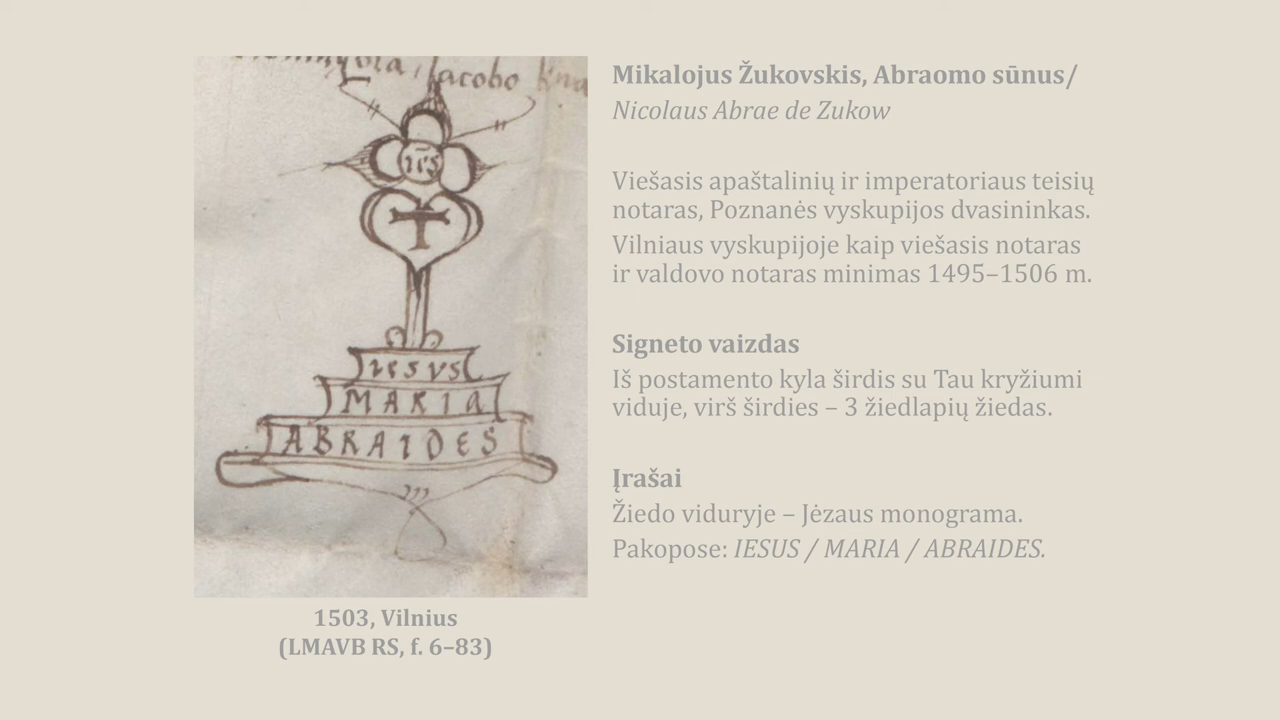 Jacobo
ihs
IESVS
MARIA
ABRAIDES
1503, Vilnius
(LMAVB RS, f. 6–83)
Mikalojus Žukovskis, Abraomo sūnus/
Nicolaus Abrae de Zukow
Viešasis apaštalinių ir imperatoriaus teisių
notaras, Poznanės vyskupijos dvasininkas.
Vilniaus vyskupijoje kaip viešasis notaras
ir valdovo notaras minimas 1495–1506 m.
Signeto vaizdas
Iš postamento kyla širdis su Tau kryžiumi
viduje, virš širdies – 3 žiedlapių žiedas.
Įrašai
Žiedo viduryje – Jėzaus monograma.
Pakopose: IESUS / MARIA / ABRAIDES.